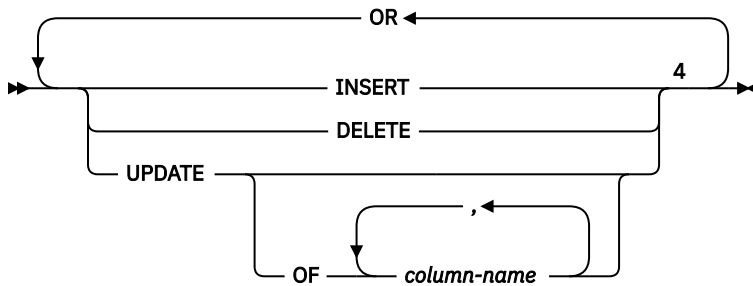 OR
4
INSERT
DELETE
UPDATE
,
OF column-name